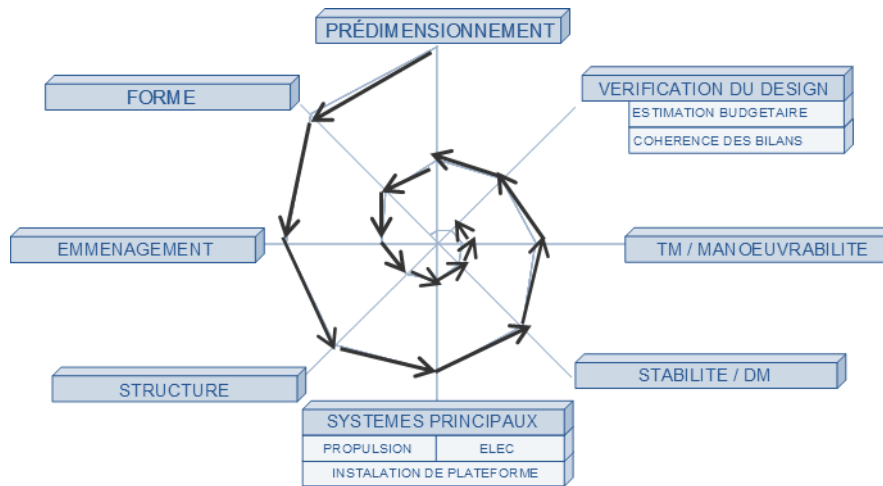 PRÉDIMENSIONNEMENT
FORME
VERIFICATION DU DESIGN
ESTIMATION BUDGETAIRE
COHERENCE DES BILANS
EMMENAGEMENT
TM / MANOEUVRABILITE
STRUCTURE
STABILITE / DM
SYSTEMES PRINCIPAUX
PROPULSION
ELEC
INSTALATION DE PLATEFORME